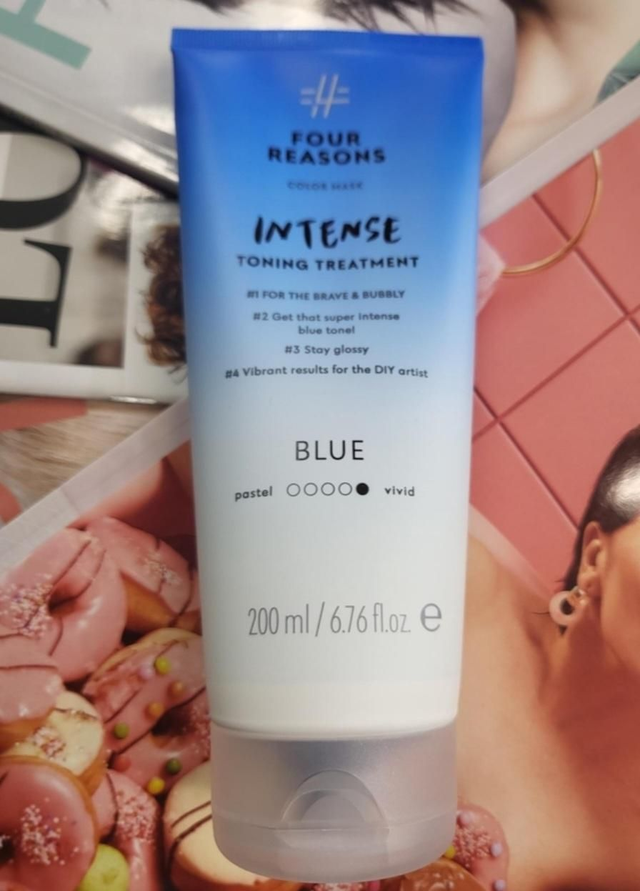 FOUR
REASONS
COLOR MASK
INTENSE
TONING TREATMENT
#1 FOR THE BRAVE & BUBBLY
#2 Get that super intense
blue tone!
#3 Stay glossy
#4 Vibrant results for the DIY artist
BLUE
pastel vivid
200 ml / 6.76 fl.oz. e